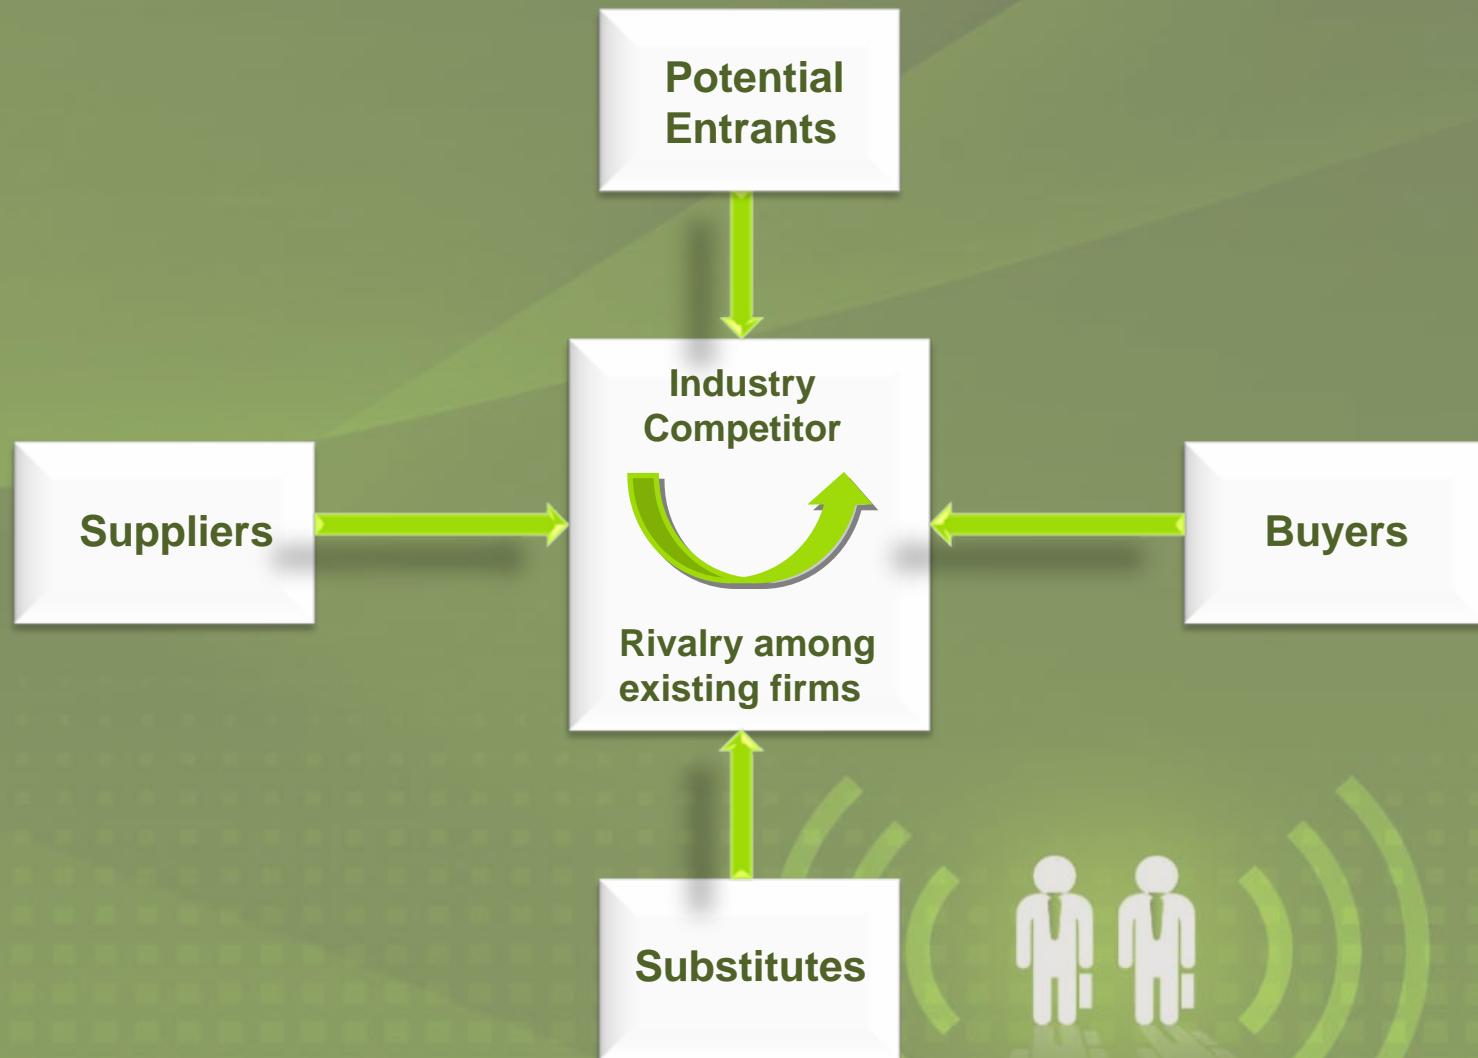 Potential
Entrants
Industry
Competitor
Suppliers
Buyers
Rivalry among
existing firms
Substitutes